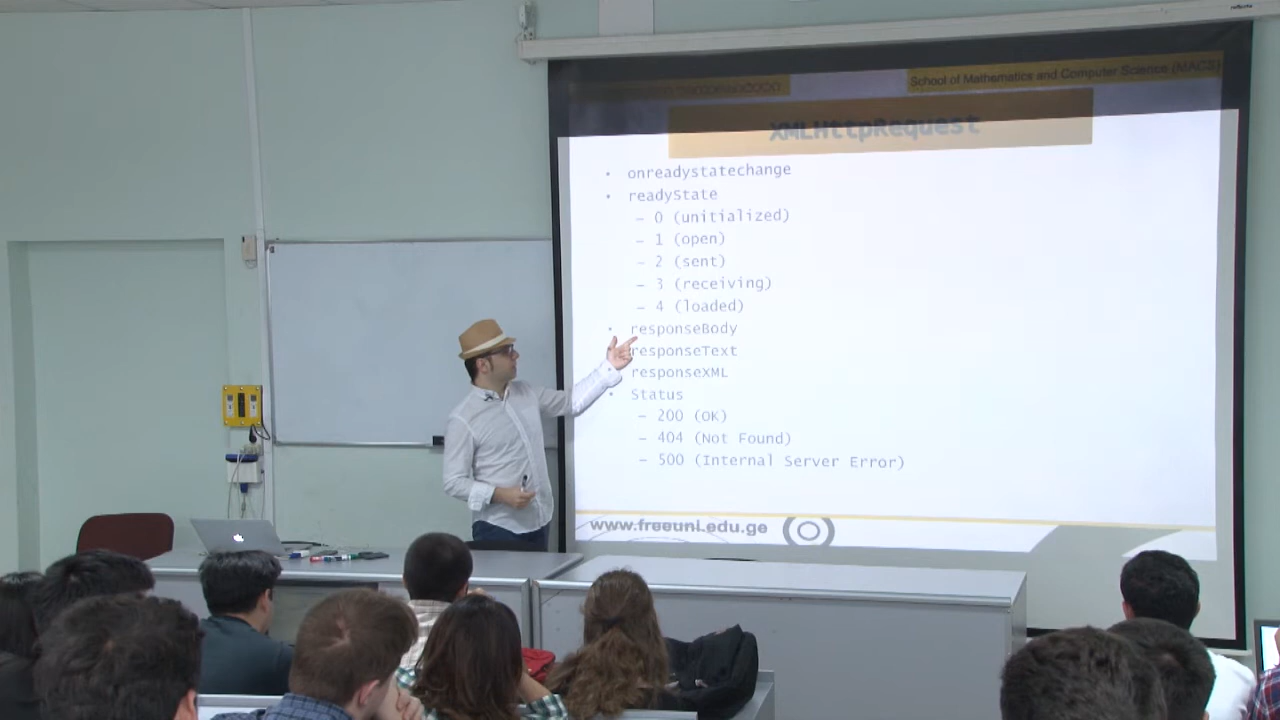 School of Mathematics and Computer Science (MACS)
XMLHttpRequest
• onreadystatechange
• readyState
– 0 (unitialized)
– 1 (open)
– 2 (sent)
– 3 (receiving)
– 4 (loaded)
• responseBody
responseText
responseXML
• Status
– 200 (OK)
– 404 (Not Found)
– 500 (Internal Server Error)
www.freeuni.edu.ge